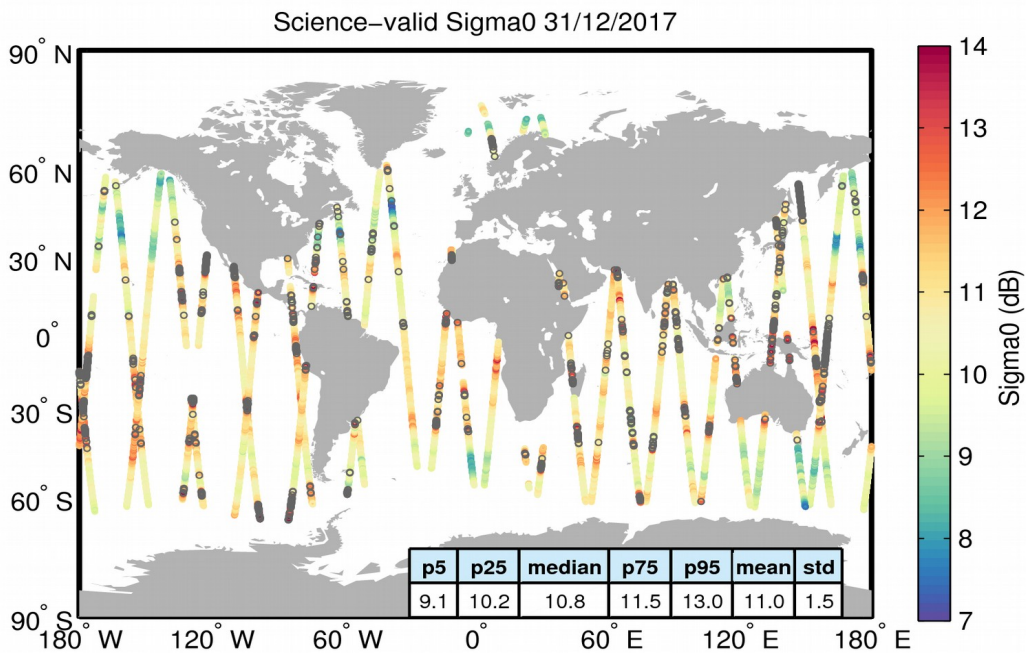 Science−valid Sigma0 31/12/2017
90° N
60° N
30° N
0°
30° S
60° S
90° S
180° W
120° W
60° W
0°
60° E
120° E
180° E
p5 p25 median p75 p95 mean std
9.1 10.2 10.8 11.5 13.0 11.0 1.5
14
13
12
11
10
9
8
7
Sigma0 (dB)